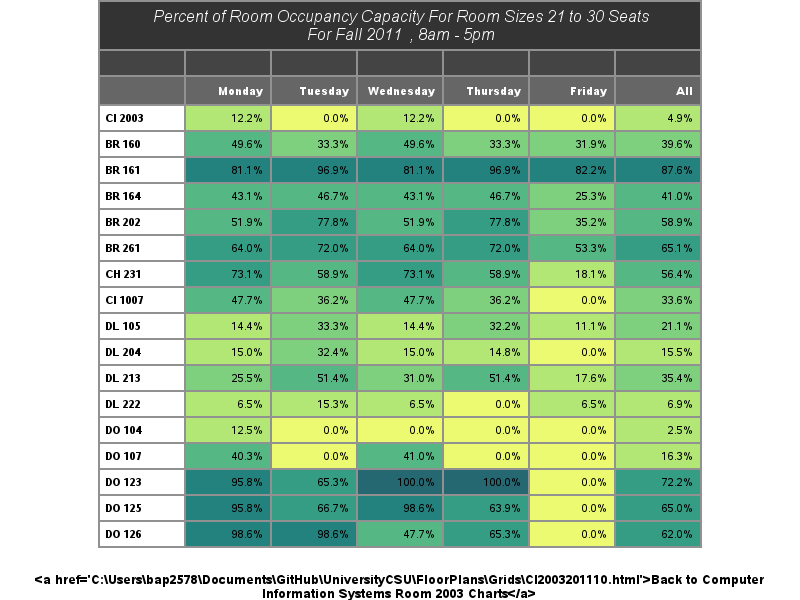 Percent of Room Occupancy Capacity For Room Sizes 21 to 30 Seats
For Fall 2011 , 8am - 5pm
Monday Tuesday Wednesday Thursday Friday All
CI 2003 12.2% 0.0% 12.2% 0.0% 0.0% 4.9%
BR 160 49.6% 33.3% 49.6% 33.3% 31.9% 39.6%
BR 161 81.1% 96.9% 81.1% 96.9% 82.2% 87.6%
BR 164 43.1% 46.7% 43.1% 46.7% 25.3% 41.0%
BR 202 51.9% 77.8% 51.9% 77.8% 35.2% 58.9%
BR 261 64.0% 72.0% 64.0% 72.0% 53.3% 65.1%
CH 231 73.1% 58.9% 73.1% 58.9% 18.1% 56.4%
CI 1007 47.7% 36.2% 47.7% 36.2% 0.0% 33.6%
DL 105 14.4% 33.3% 14.4% 32.2% 11.1% 21.1%
DL 204 15.0% 32.4% 15.0% 14.8% 0.0% 15.5%
DL 213 25.5% 51.4% 31.0% 51.4% 17.6% 35.4%
DL 222 6.5% 15.3% 6.5% 0.0% 6.5% 6.9%
DO 104 12.5% 0.0% 0.0% 0.0% 0.0% 2.5%
DO 107 40.3% 0.0% 41.0% 0.0% 0.0% 16.3%
DO 123 95.8% 65.3% 100.0% 100.0% 0.0% 72.2%
DO 125 95.8% 66.7% 98.6% 63.9% 0.0% 65.0%
DO 126 98.6% 98.6% 47.7% 65.3% 0.0% 62.0%
<a href='C:\Users\bap2578\Documents\GitHub\UniversityCSU\FloorPlans\Grids\CI2003201110.html'>Back to Computer
Information Systems Room 2003 Charts</a>